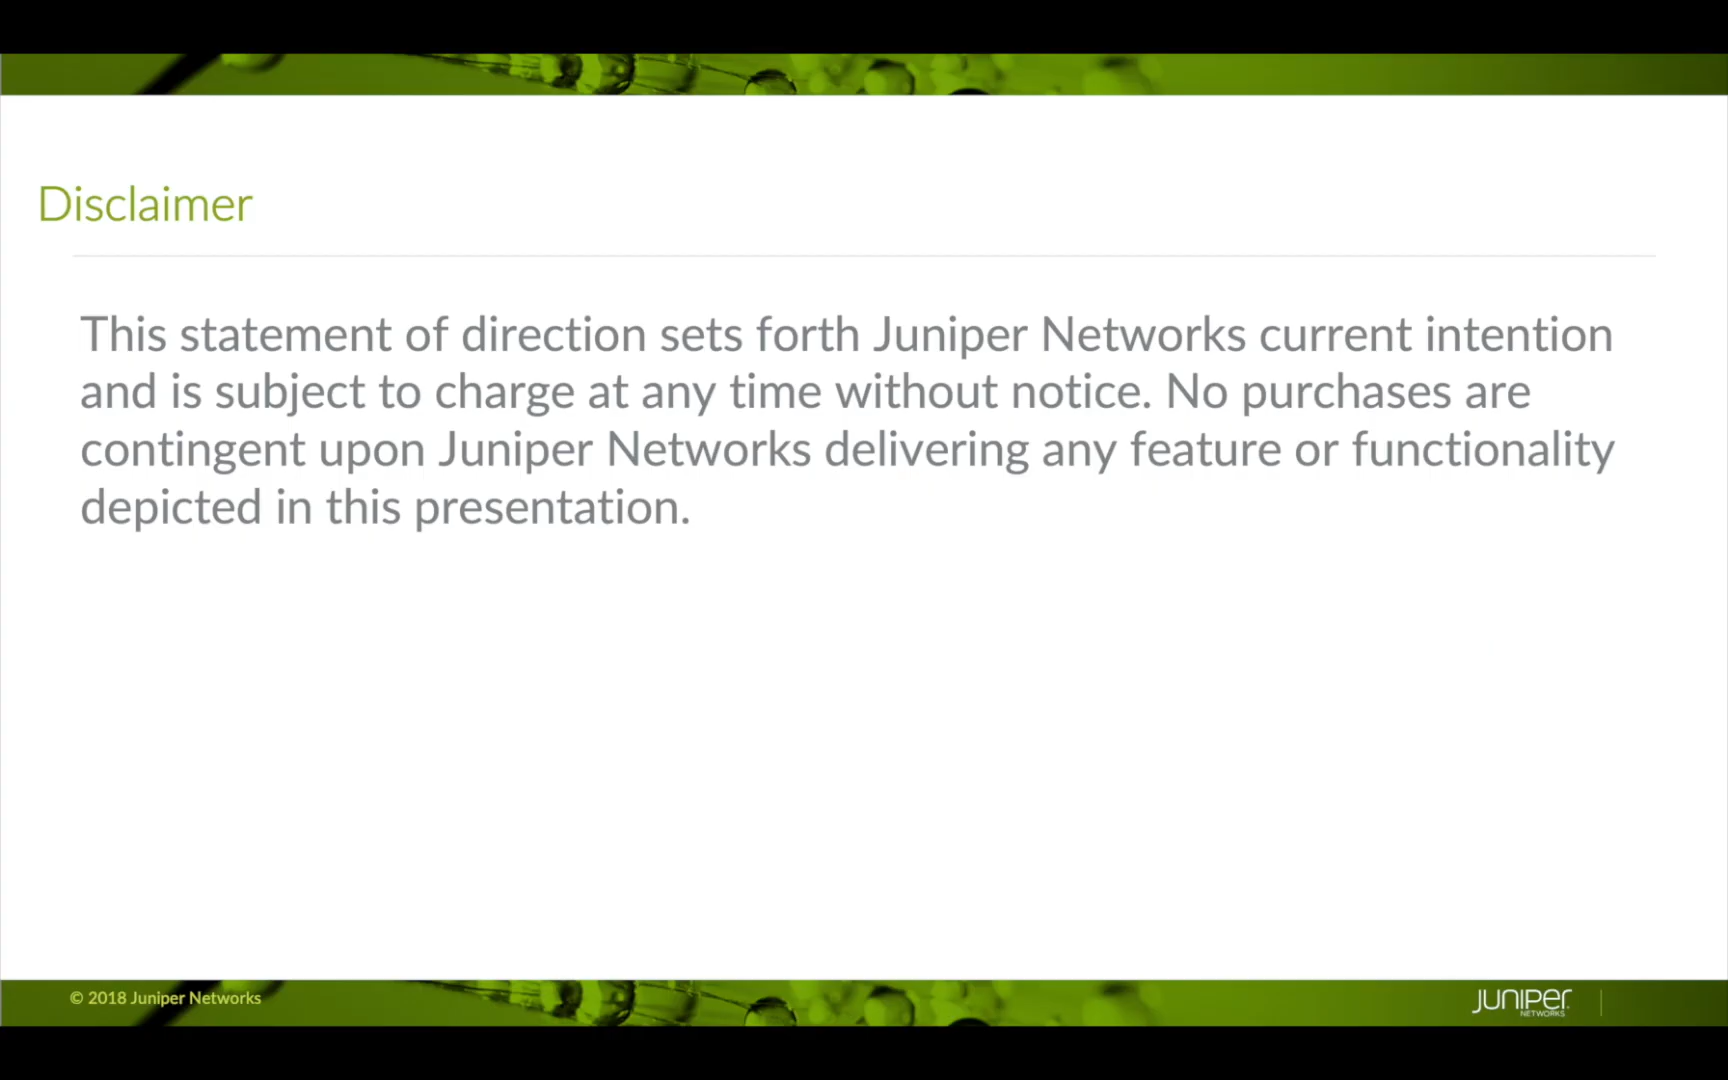 Disclaimer
This statement of direction sets forth Juniper Networks current intention
and is subject to charge at any time without notice. No purchases are
contingent upon Juniper Networks delivering any feature or functionality
depicted in this presentation.
© 2018 Juniper Networks
JUNIPER
NETWORKS